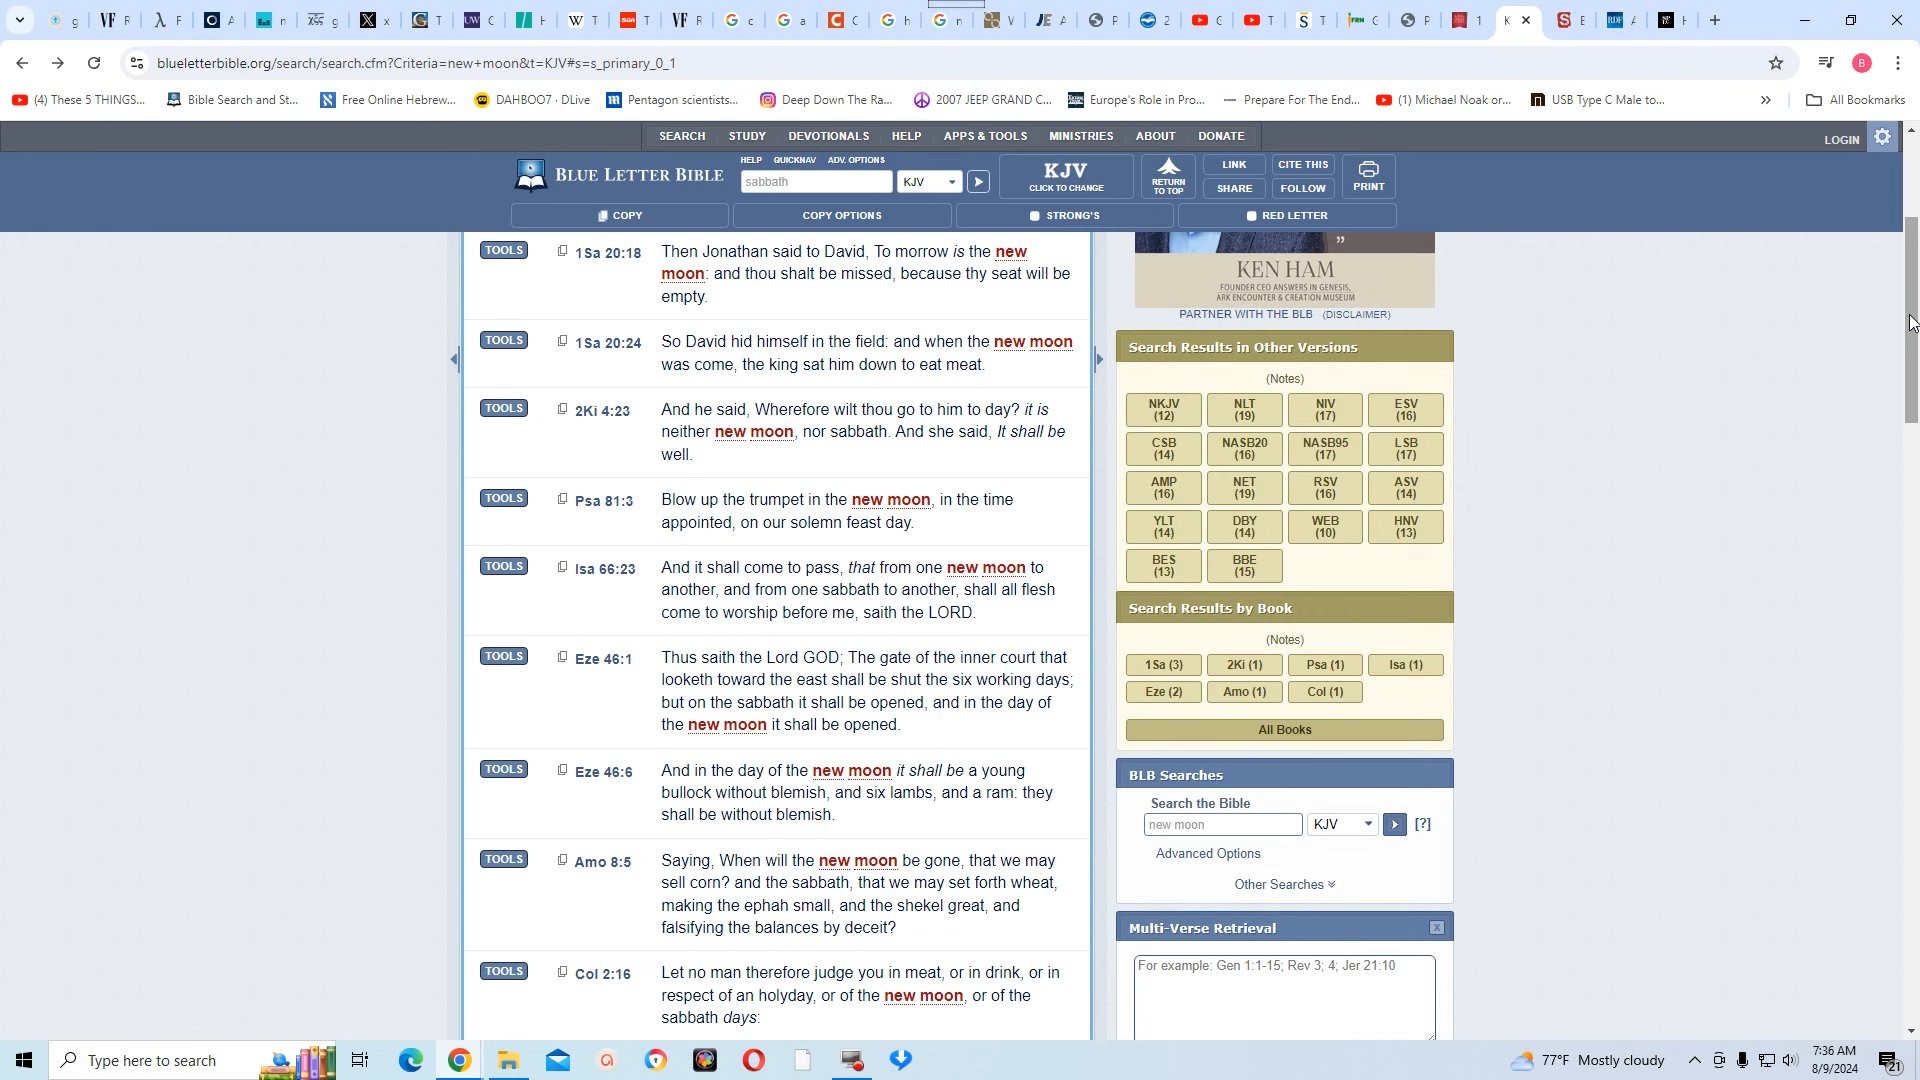 g
R
F
A
n
g
x
T
C
H
T
T
R
c
a
C
h
n
V
A
P
2
G
T
T
G
P
1
K
E
A
H
blueletterbible.org/search/search.cfm?Criteria=new+moon&t=KJV#s=s_primary_0_1
B
(4) These 5 THINGS...
Bible Search and St...
Free Online Hebrew...
DAHBOO7 · DLive
Pentagon scientists...
Deep Down The Ra...
2007 JEEP GRAND C...
Europe's Role in Pro...
Prepare For The End...
(1) Michael Noak or...
USB Type C Male to...
»
All Bookmarks
SEARCH STUDY DEVOTIONALS HELP APPS & TOOLS MINISTRIES ABOUT DONATE
LOGIN
BLUE LETTER BIBLE
HELP QUICKNAV ADV. OPTIONS
sabbath
KJV
KJV
CLICK TO CHANGE
RETURN
TO TOP
LINK
CITE THIS
SHARE
FOLLOW
PRINT
COPY
COPY OPTIONS
STRONG'S
RED LETTER
TOOLS
1Sa 20:18
Then Jonathan said to David, To morrow is the new
moon: and thou shalt be missed, because thy seat will be
empty.
TOOLS
1Sa 20:24
So David hid himself in the field: and when the new moon
was come, the king sat him down to eat meat.
TOOLS
2Ki 4:23
And he said, Wherefore wilt thou go to him to day? it is
neither new moon, nor sabbath. And she said, It shall be
well.
TOOLS
Psa 81:3
Blow up the trumpet in the new moon, in the time
appointed, on our solemn feast day.
TOOLS
Isa 66:23
And it shall come to pass, that from one new moon to
another, and from one sabbath to another, shall all flesh
come to worship before me, saith the LORD.
TOOLS
Eze 46:1
Thus saith the Lord GOD; The gate of the inner court that
looketh toward the east shall be shut the six working days;
but on the sabbath it shall be opened, and in the day of
the new moon it shall be opened.
TOOLS
Eze 46:6
And in the day of the new moon it shall be a young
bullock without blemish, and six lambs, and a ram: they
shall be without blemish.
TOOLS
Amo 8:5
Saying, When will the new moon be gone, that we may
sell corn? and the sabbath, that we may set forth wheat,
making the ephah small, and the shekel great, and
falsifying the balances by deceit?
TOOLS
Col 2:16
Let no man therefore judge you in meat, or in drink, or in
respect of an holyday, or of the new moon, or of the
sabbath days:
”
KEN HAM
FOUNDER CEO ANSWERS IN GENESIS,
ARK ENCOUNTER & CREATION MUSEUM
PARTNER WITH THE BLB (DISCLAIMER)
Search Results in Other Versions
(Notes)
NKJV
(12)
NLT
(19)
NIV
(17)
ESV
(16)
CSB
(14)
NASB20
(16)
NASB95
(17)
LSB
(17)
AMP
(16)
NET
(19)
RSV
(16)
ASV
(14)
YLT
(14)
DBY
(14)
WEB
(10)
HNV
(13)
BES
(13)
BBE
(15)
Search Results by Book
(Notes)
1Sa (3)
2Ki (1)
Psa (1)
Isa (1)
Eze (2)
Amo (1)
Col (1)
All Books
BLB Searches
Search the Bible
new moon
KJV
[?]
Advanced Options
Other Searches
Multi-Verse Retrieval
x
For example: Gen 1:1-15; Rev 3; 4; Jer 21:10
Type here to search
77°F Mostly cloudy
7:36 AM
8/9/2024
21